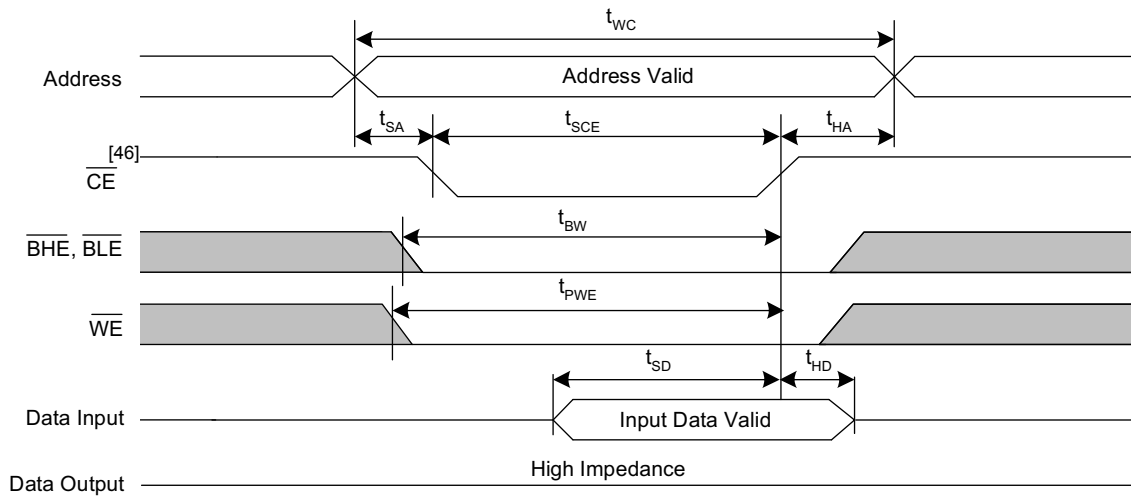 tWC
Address
Address Valid
tSA
tSCE
tHA
[46]
CE
tBW
BHE, BLE
tPWE
WE
tSD
tHD
Data Input
Input Data Valid
High Impedance
Data Output